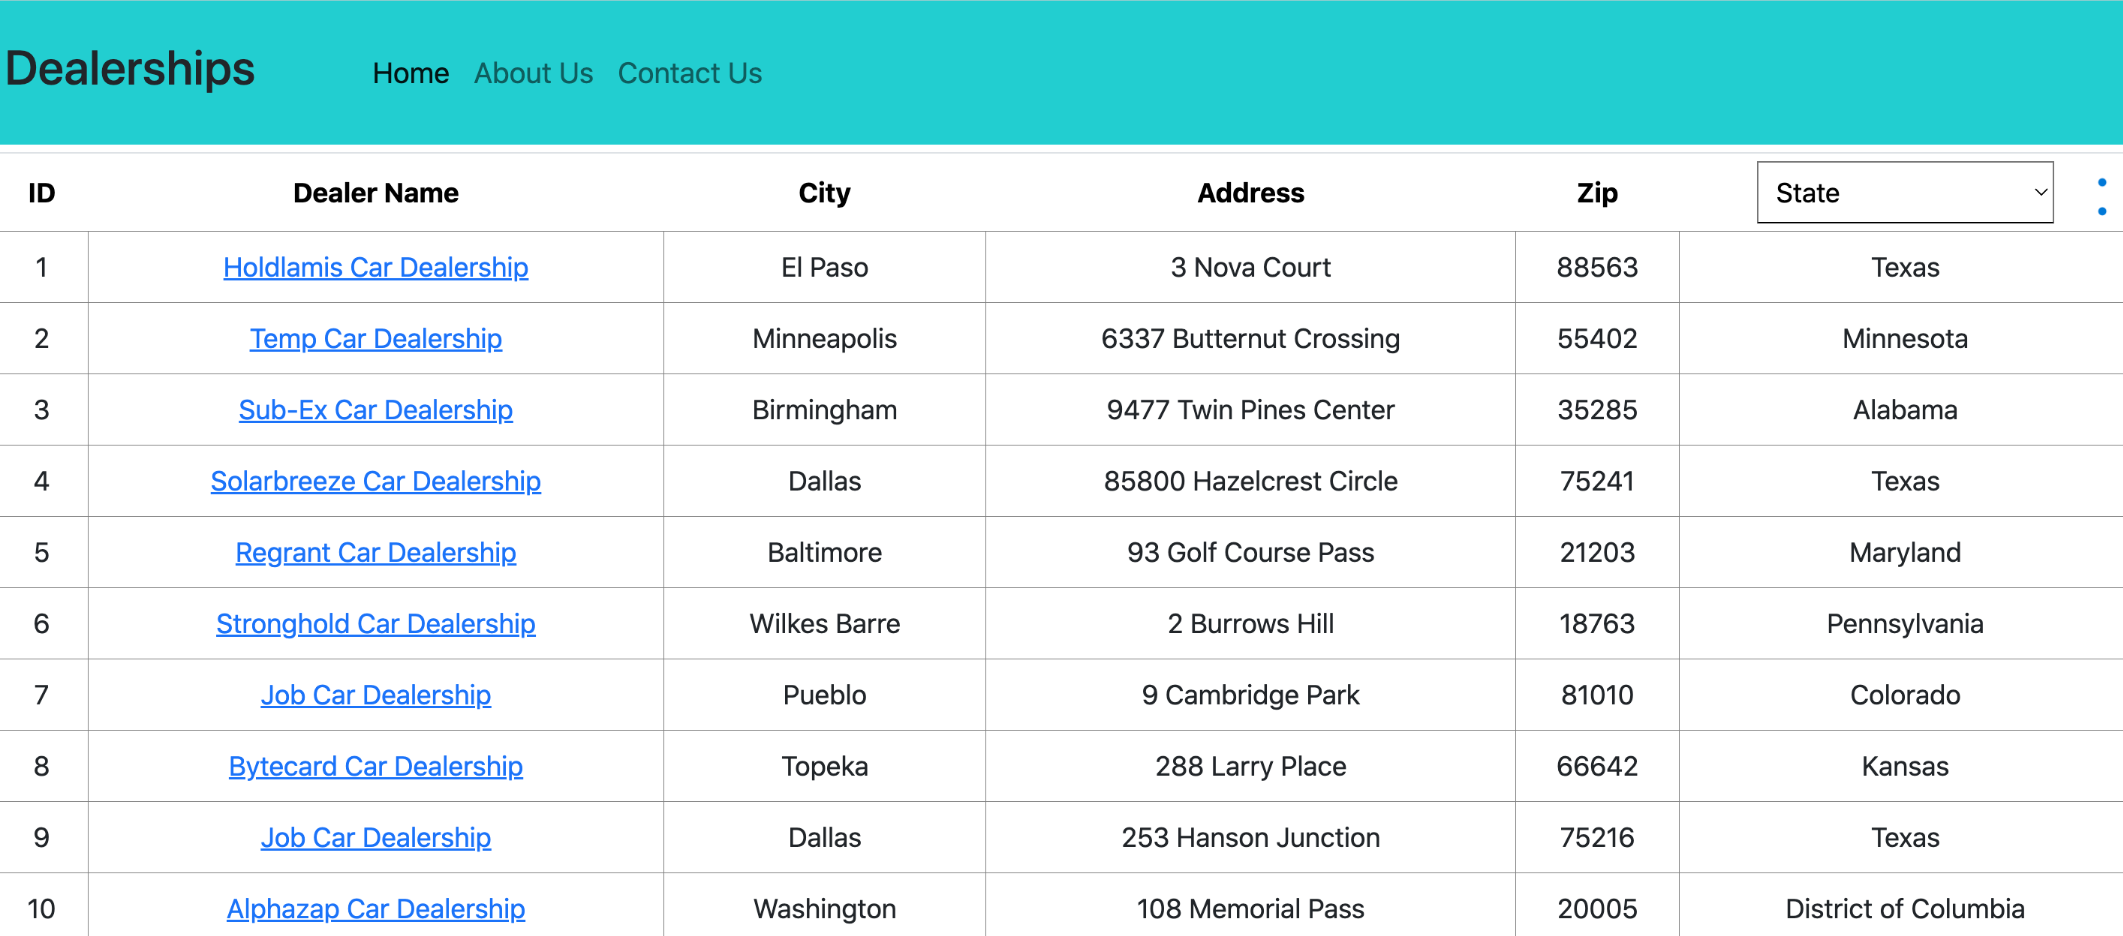 Dealerships Home About Us Contact Us
ID Dealer Name City Address Zip State
1 Holdlamis Car Dealership El Paso 3 Nova Court 88563 Texas
2 Temp Car Dealership Minneapolis 6337 Butternut Crossing 55402 Minnesota
3 Sub-Ex Car Dealership Birmingham 9477 Twin Pines Center 35285 Alabama
4 Solarbreeze Car Dealership Dallas 85800 Hazelcrest Circle 75241 Texas
5 Regrant Car Dealership Baltimore 93 Golf Course Pass 21203 Maryland
6 Stronghold Car Dealership Wilkes Barre 2 Burrows Hill 18763 Pennsylvania
7 Job Car Dealership Pueblo 9 Cambridge Park 81010 Colorado
8 Bytecard Car Dealership Topeka 288 Larry Place 66642 Kansas
9 Job Car Dealership Dallas 253 Hanson Junction 75216 Texas
10 Alphazap Car Dealership Washington 108 Memorial Pass 20005 District of Columbia